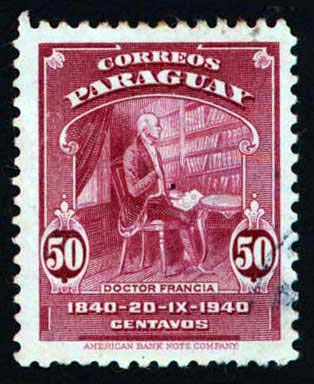 CORREOS
PARAGUAY
50 50
DOCTOR FRANCIA
1840-20-IX-1940
CENTAVOS
AMERICAN BANK NOTE COMPANY.